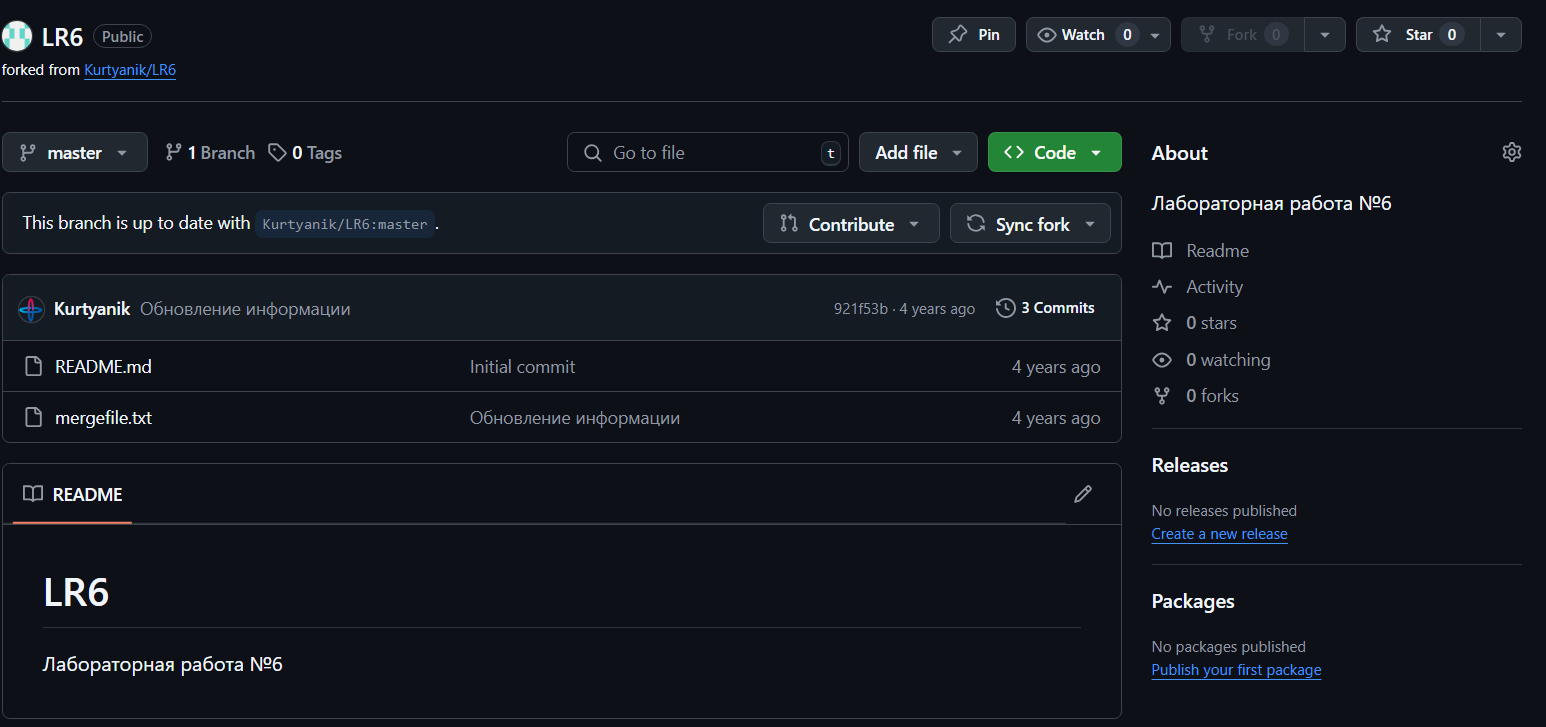 LR6 Public Pin Watch 0 Fork 0 Star 0
forked from Kurtyanik/LR6
master 1 Branch 0 Tags Go to file t Add file Code
This branch is up to date with Kurtyanik/LR6:master. Contribute Sync fork
Kurtyanik Обновление информации 921f53b · 4 years ago 3 Commits
README.md Initial commit 4 years ago
mergefile.txt Обновление информации 4 years ago
README
LR6
Лабораторная работа №6
About
Лабораторная работа №6
Readme
Activity
0 stars
0 watching
0 forks
Releases
No releases published
Create a new release
Packages
No packages published
Publish your first package